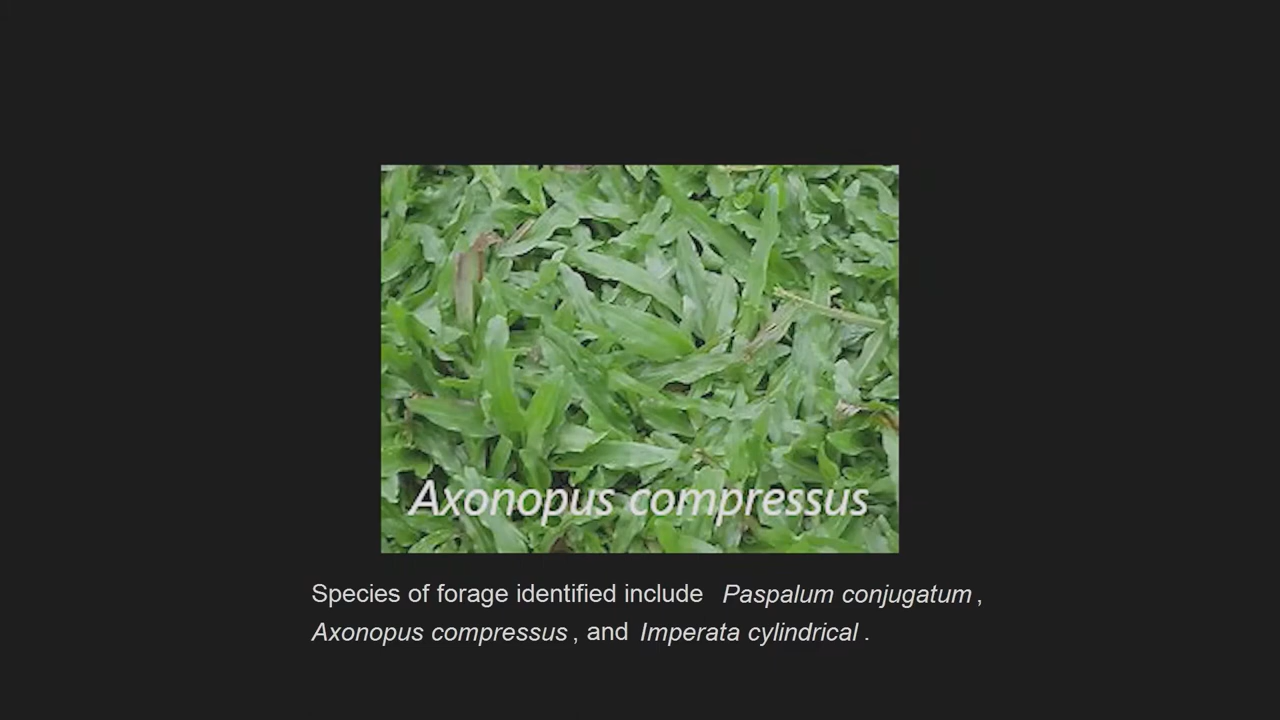 Axonopus compressus
Species of forage identified include Paspalum conjugatum,
Axonopus compressus, and Imperata cylindrical.